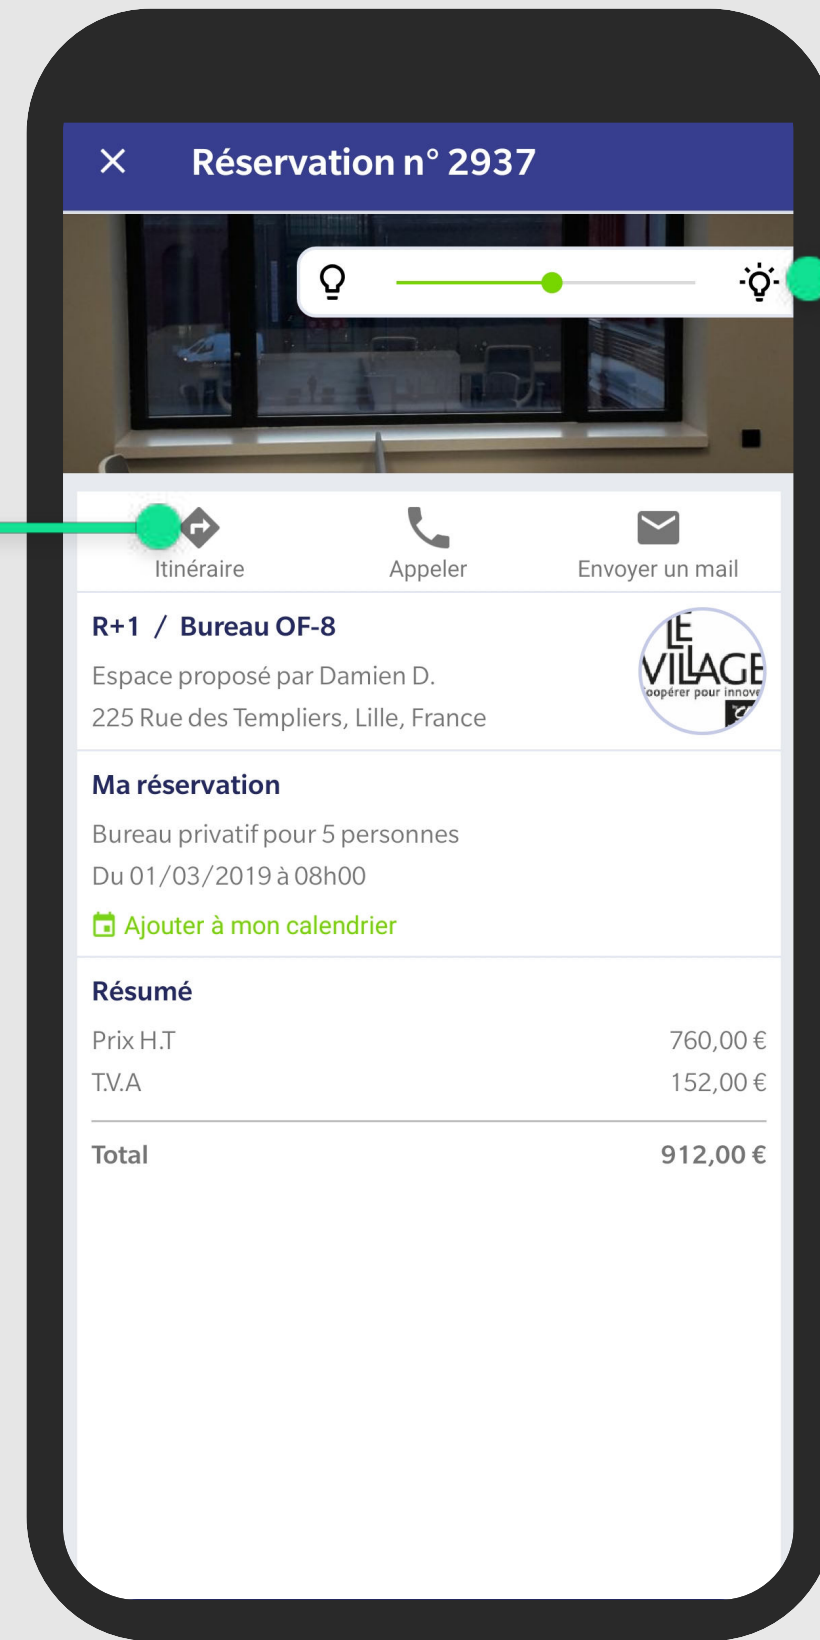 Réservation n° 2937
Itinéraire
Appeler
Envoyer un mail
R+1 / Bureau OF-8
Espace proposé par Damien D.
225 Rue des Templiers, Lille, France
LE
VILLAGE
Ma réservation
Bureau privatif pour 5 personnes
Du 01/03/2019 à 08h00
Ajouter à mon calendrier
Résumé
Prix H.T 760,00 €
T.V.A 152,00 €
Total 912,00 €